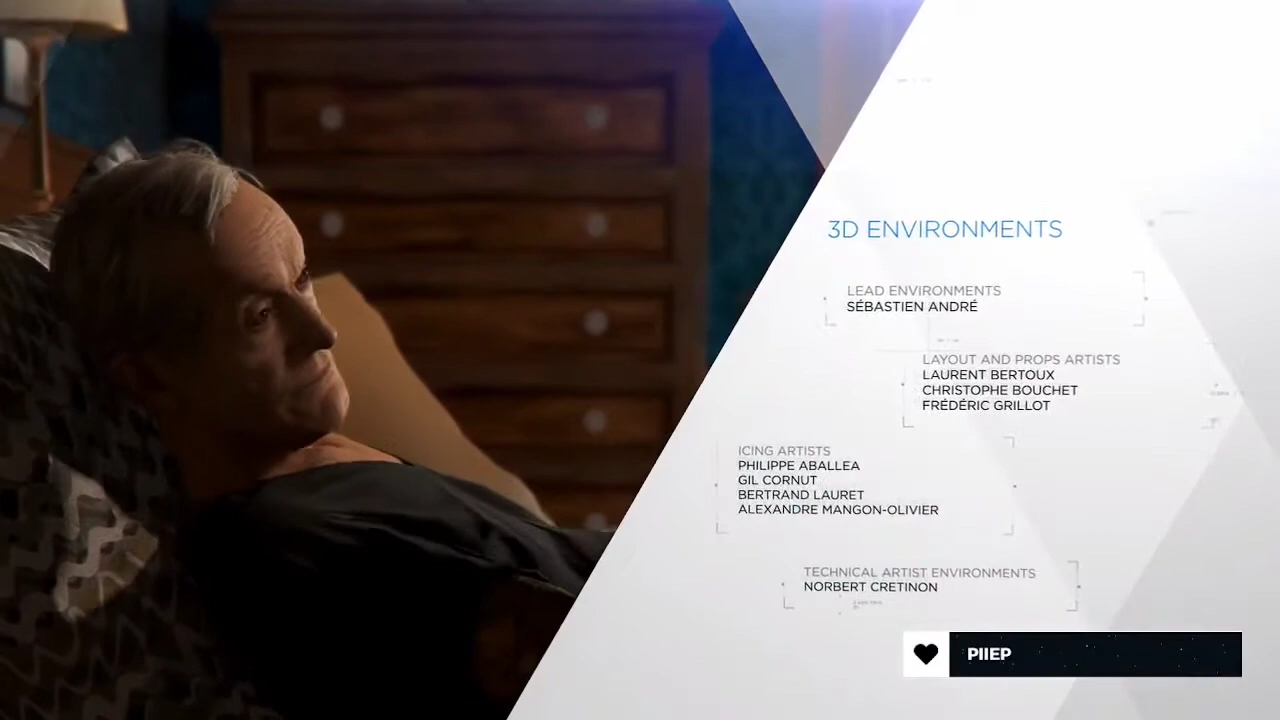 3D ENVIRONMENTS
LEAD ENVIRONMENTS
SÉBASTIEN ANDRÉ
LAYOUT AND PROPS ARTISTS
LAURENT BERTOUX
CHRISTOPHE BOUCHET
FRÉDÉRIC GRILLOT
ICING ARTISTS
PHILIPPE ABALLEA
GIL CORNUT
BERTRAND LAURET
ALEXANDRE MANGON-OLIVIER
TECHNICAL ARTIST ENVIRONMENTS
NORBERT CRETINON
PIIEP